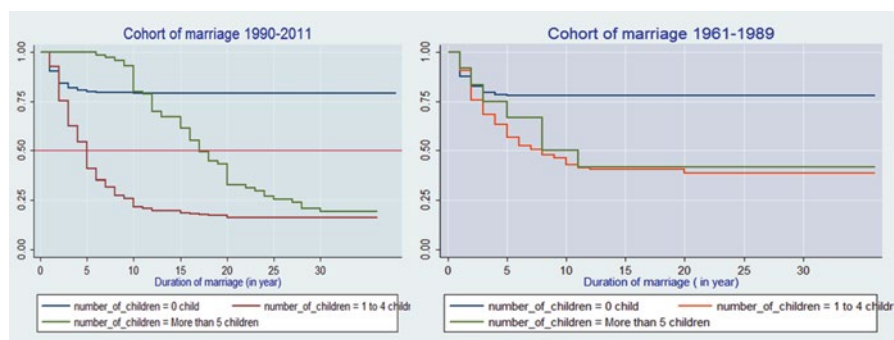 Cohort of marriage 1990-2011
1.00
0.75
0.50
0.25
0.00
0 5 10 15 20 25 30
Duration of marriage (in year)
number_of_children = 0 child
number_of_children = 1 to 4 childr
number_of_children = More than 5 children
Cohort of marriage 1961-1989
1.00
0.75
0.50
0.25
0.00
0 5 10 15 20 25 30
Duration of marriage ( in year)
number_of_children = 0 child
number_of_children = 1 to 4 childr
number_of_children = More than 5 children